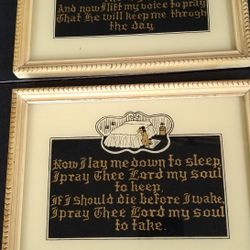 And now I lift my voice to pray
That He will keep me throgh
the day.
Now I lay me down to sleep
I pray Thee Lord my soul
to keep,
If I should die before I wake,
I pray Thee Lord my soul
to take.